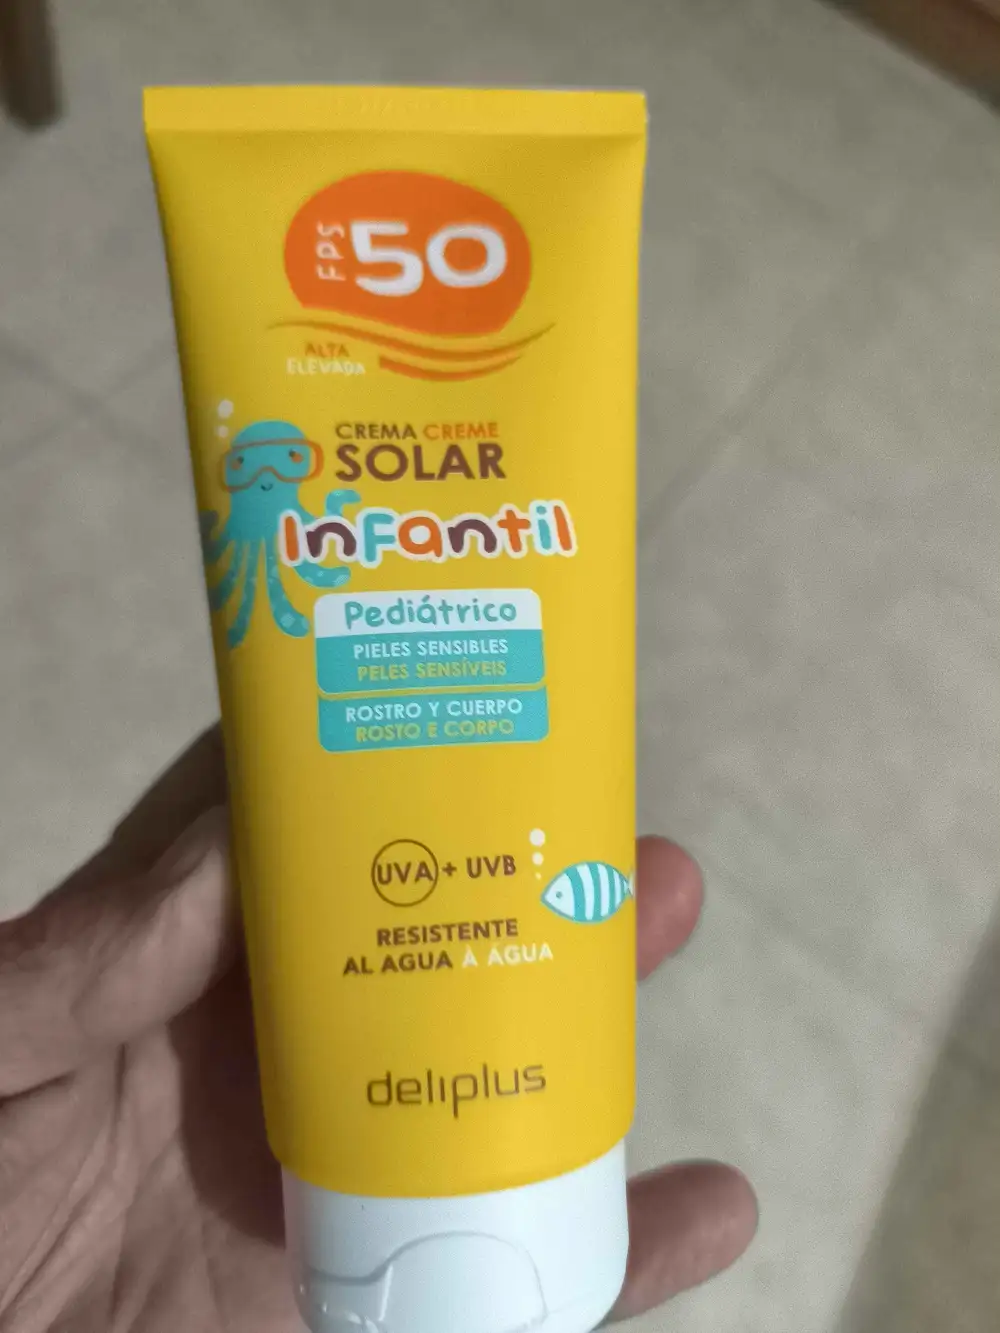 FPS 50
ALTA
ELEVADA
CREMA CREME
SOLAR
Infantil
Pediátrico
PIELES SENSIBLES
PELES SENSÍVEIS
ROSTRO Y CUERPO
ROSTO E CORPO
UVA + UVB
RESISTENTE
AL AGUA À ÁGUA
deliplus